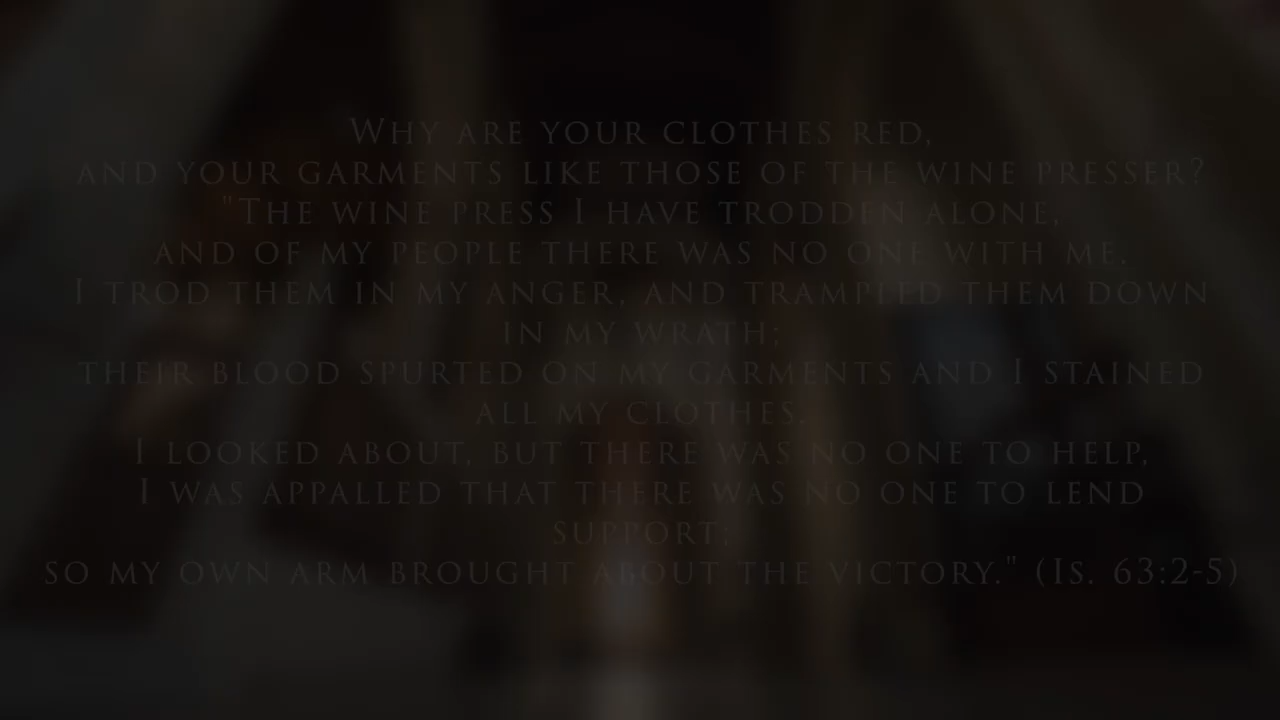 Why are your clothes red,
and your garments like those of the wine presser?
"The wine press I have trodden alone,
and of my people there was no one with me.
I trod them in my anger, and trampled them down
in my wrath;
their blood spurted on my garments and I stained
all my clothes.
I looked about, but there was no one to help,
I was appalled that there was no one to lend
support;
so my own arm brought about the victory." (Is. 63:2-5)